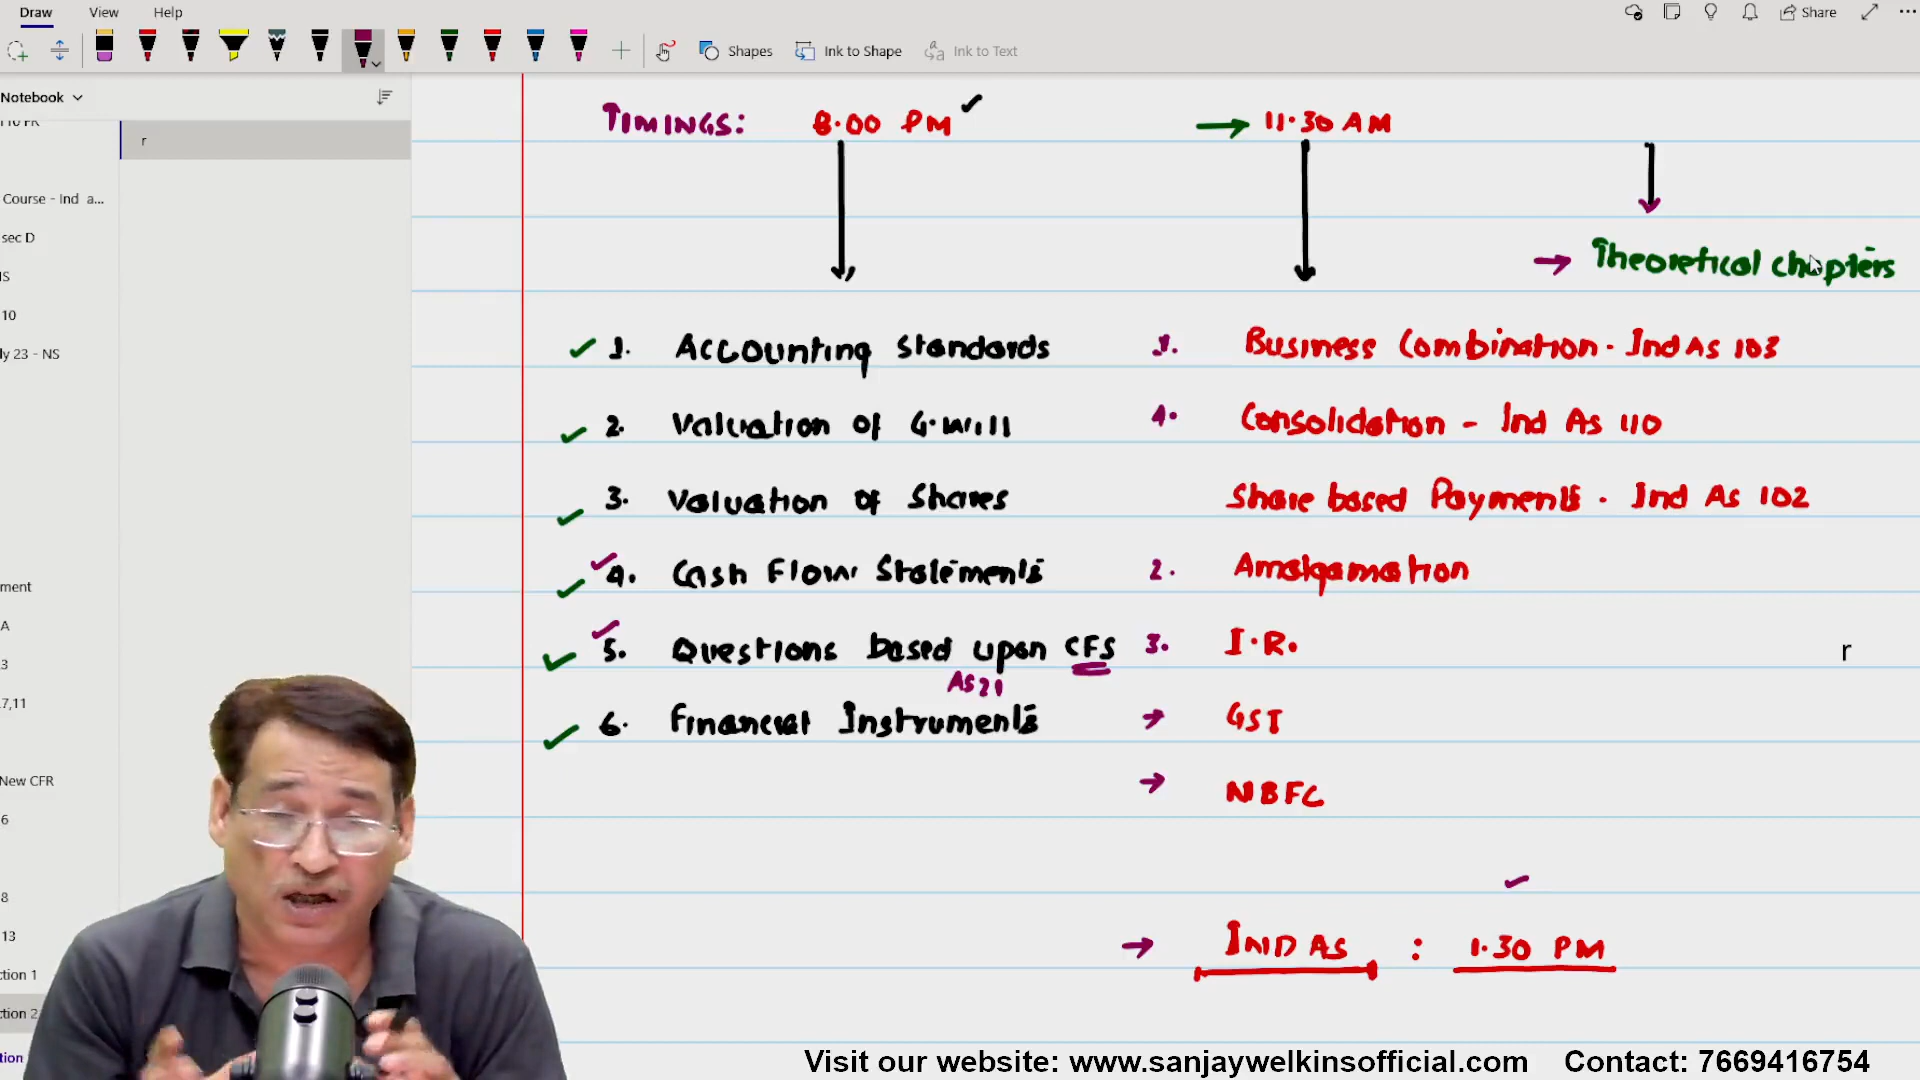 Draw View Help
Share
Shapes Ink to Shape Ink to Text
Notebook
r
Course - Ind a...
sec D
10
ly 23 - NS
ment
A
3
7,11
New CFR
6
8
13
ction 1
ction 2
tion
TIMINGS: 8.00 PM → 11.30 AM
→ Theoretical chapters
1. Accounting Standards
2. Valuation of G.Will
3. Valuation of Shares
4. Cash Flow Statements
5. Questions based upon CFS
AS 21
6. Financial Instruments
3. Business Combination - Ind As 103
4. Consolidation - Ind As 110
Share based Payments - Ind As 102
2. Amalgamation
3. I.R.
→ GST
→ NBFC
r
→ IND AS : 1.30 PM
Visit our website: www.sanjaywelkinsofficial.com Contact: 7669416754